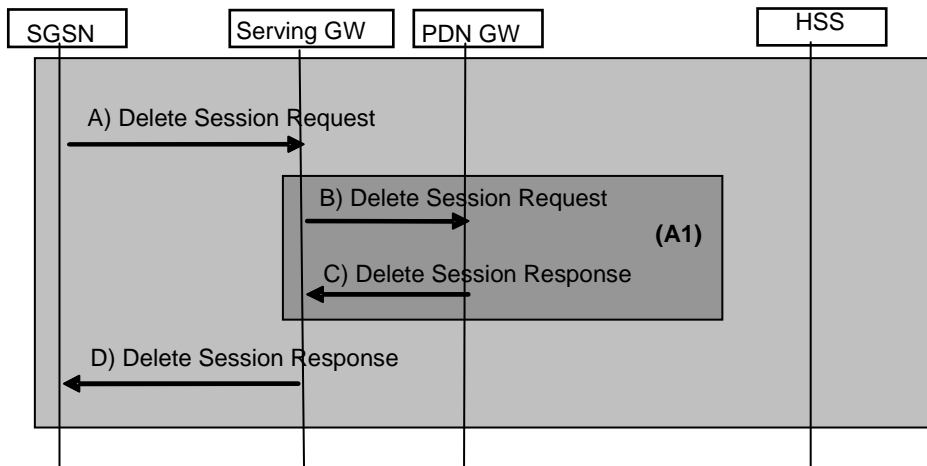 SGSN
Serving GW
PDN GW
HSS
A) Delete Session Request
B) Delete Session Request
(A1)
C) Delete Session Response
D) Delete Session Response